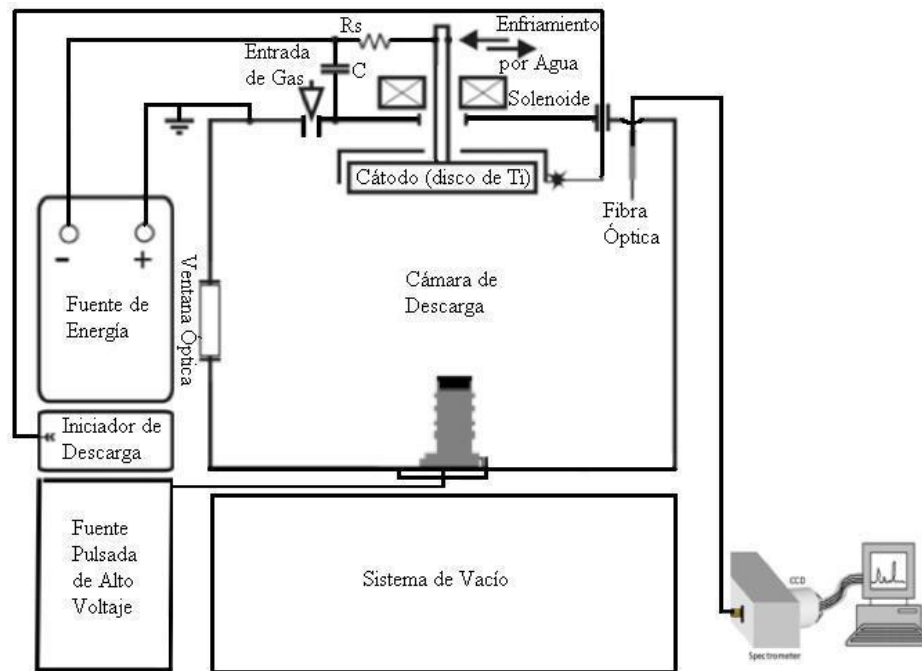 Rs
Enfriamiento
por Agua
Entrada
de Gas
C
Solenoide
Cátodo (disco de Ti)
Fibra
Óptica
-
+
Fuente de
Energía
Ventana Óptica
Cámara de
Descarga
Iniciador de
Descarga
Fuente
Pulsada
de Alto
Voltaje
Sistema de Vacío
CCD
Spectrometer